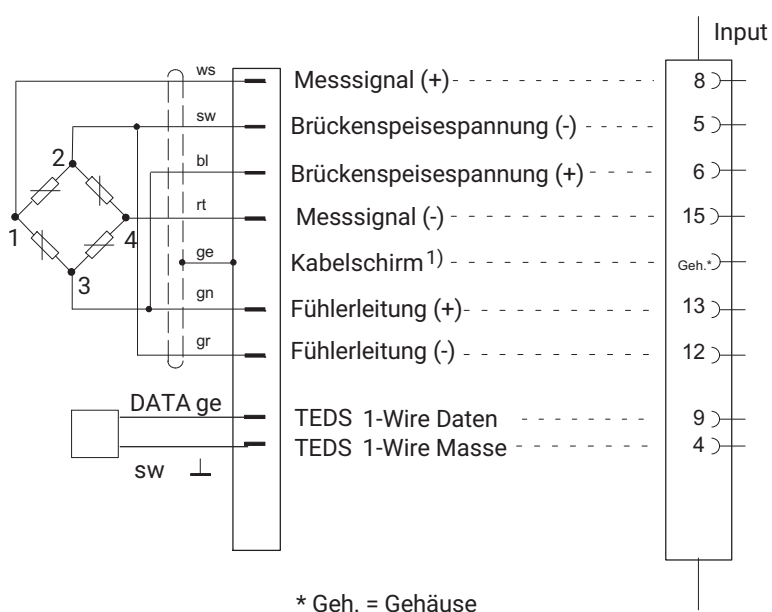 Input
ws Messsignal (+) 8
sw Brückenspeisespannung (-) 5
2 bl Brückenspeisespannung (+) 6
1 4 rt Messsignal (-) 15
3 ge Kabelschirm1) Geh.*
gn Fühlerleitung (+) 13
gr Fühlerleitung (-) 12
DATA ge TEDS 1-Wire Daten 9
sw TEDS 1-Wire Masse 4
* Geh. = Gehäuse